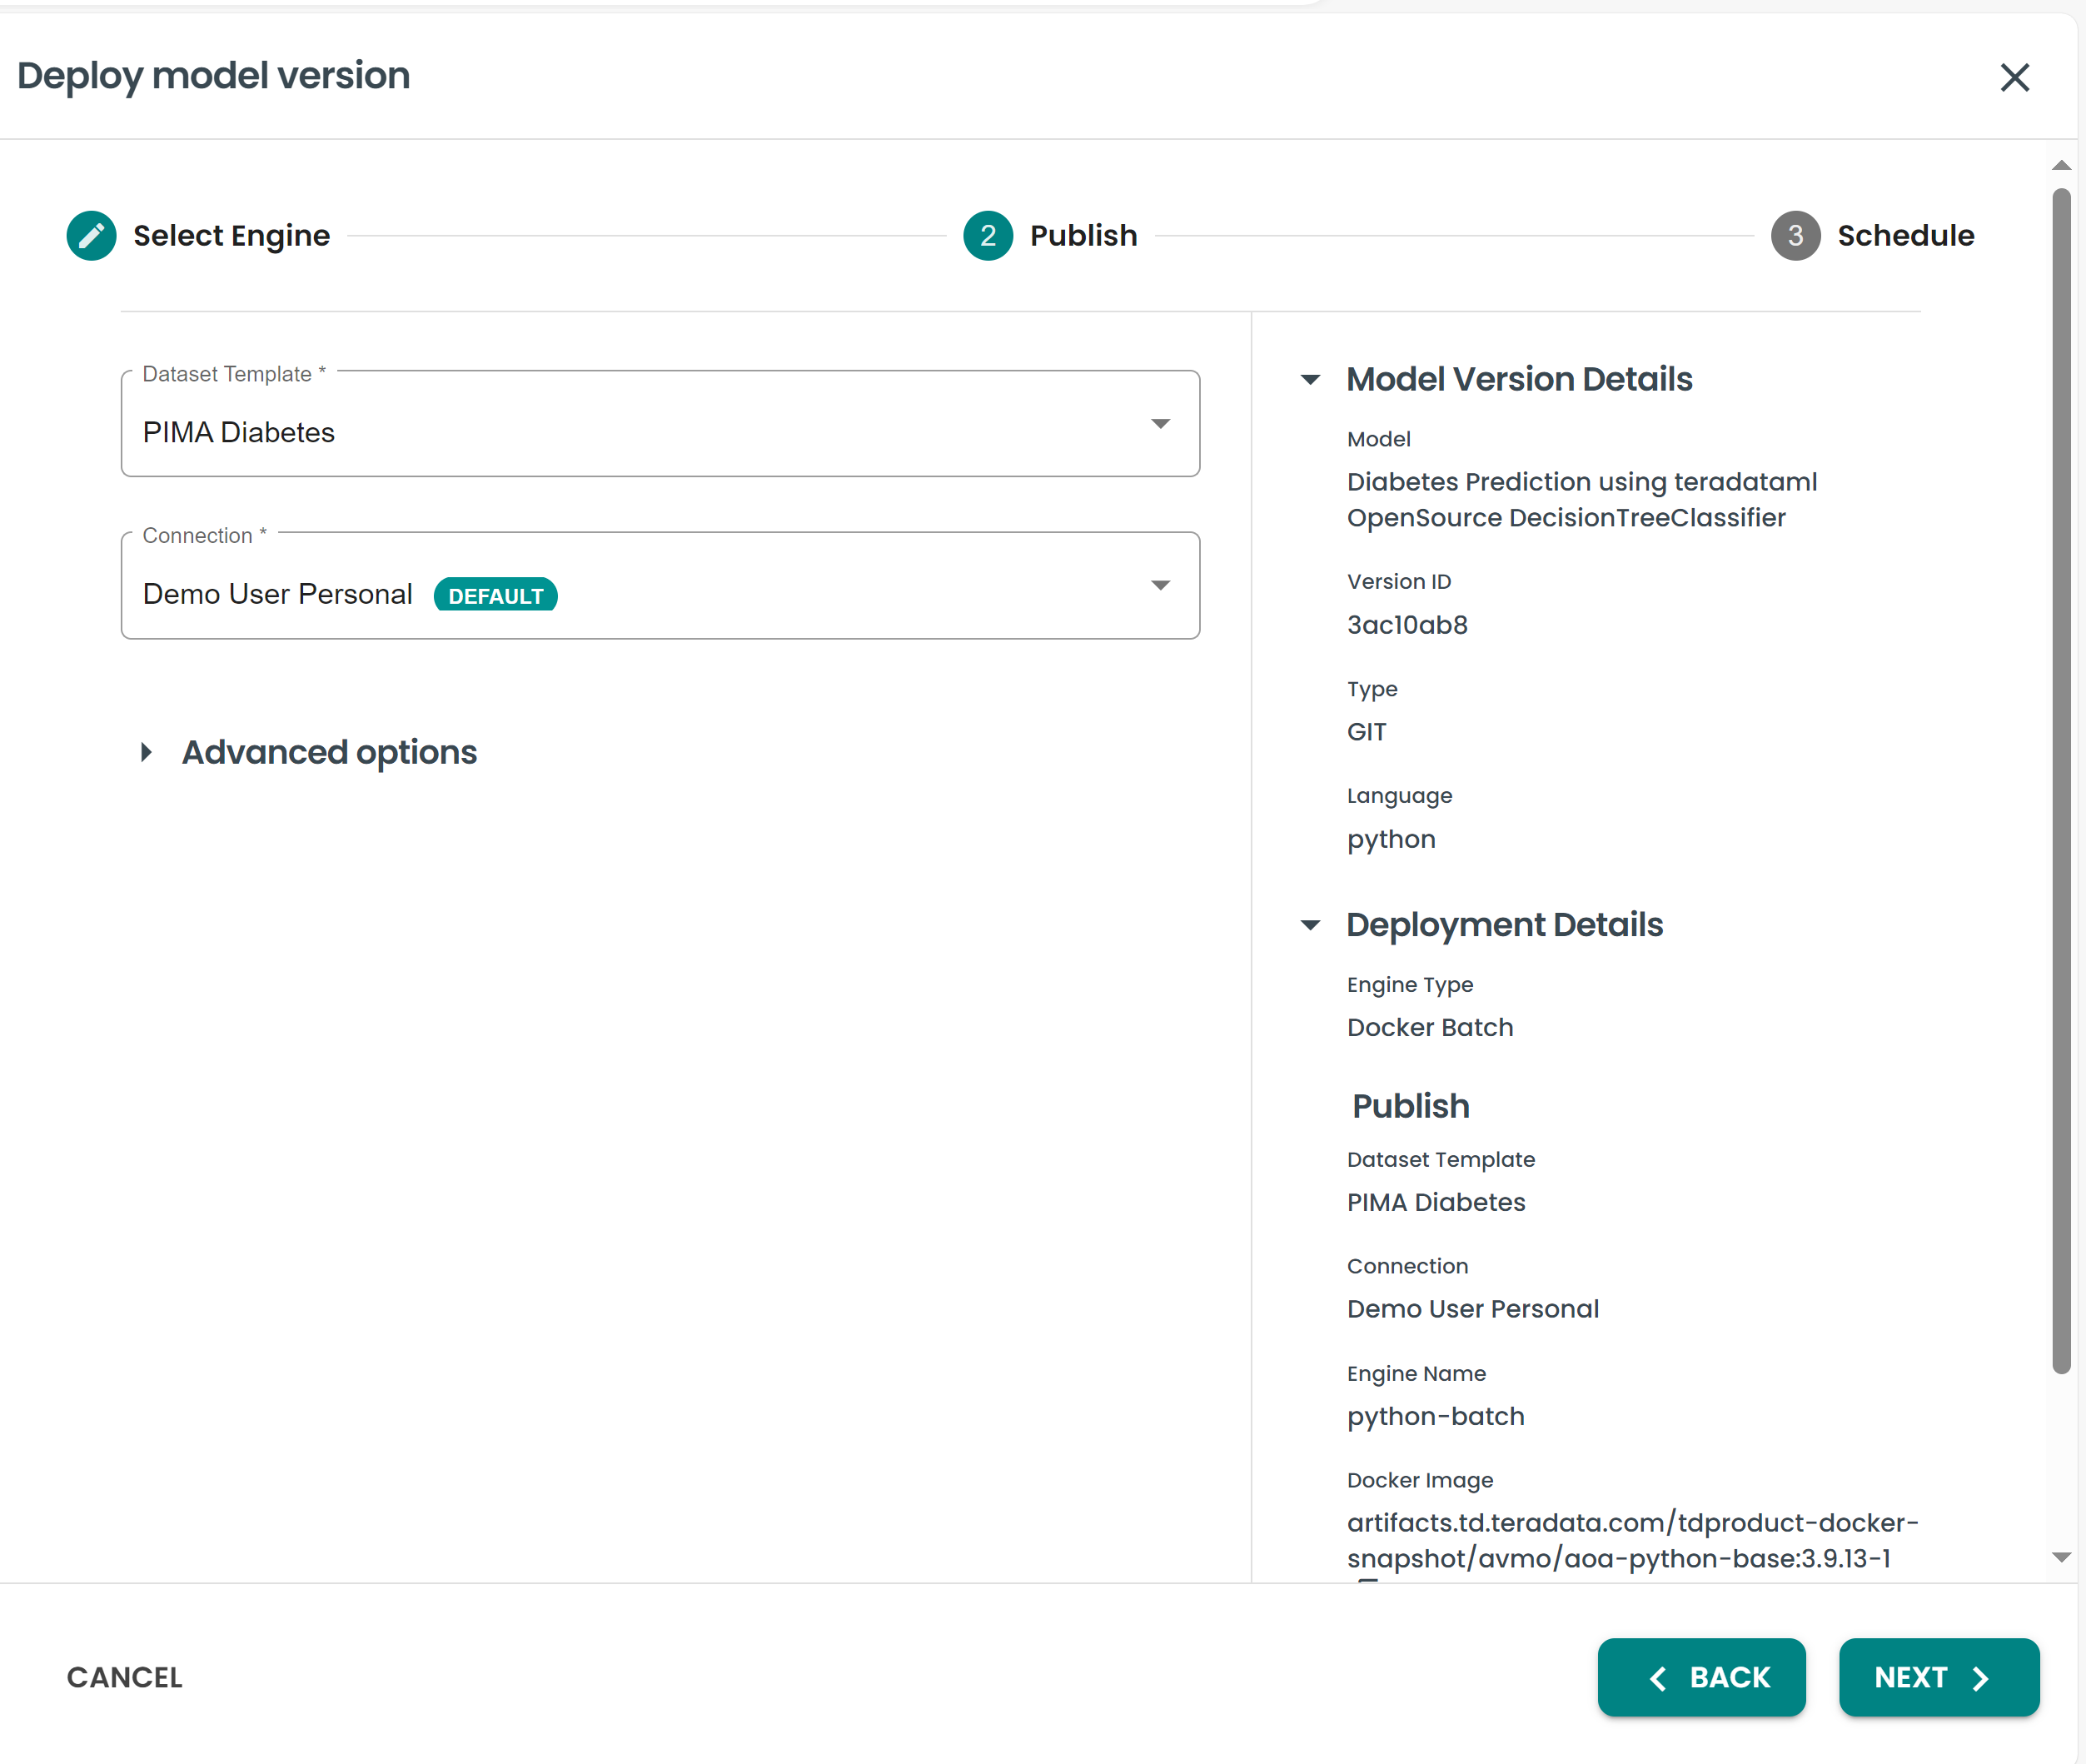 Deploy model version
Select Engine
2 Publish
3 Schedule
Dataset Template *
PIMA Diabetes
Connection *
Demo User Personal DEFAULT
Advanced options
Model Version Details
Model
Diabetes Prediction using teradataml
OpenSource DecisionTreeClassifier
Version ID
3ac10ab8
Type
GIT
Language
python
Deployment Details
Engine Type
Docker Batch
Publish
Dataset Template
PIMA Diabetes
Connection
Demo User Personal
Engine Name
python-batch
Docker Image
artifacts.td.teradata.com/tdproduct-docker-
snapshot/avmo/aoa-python-base:3.9.13-1
CANCEL
BACK
NEXT